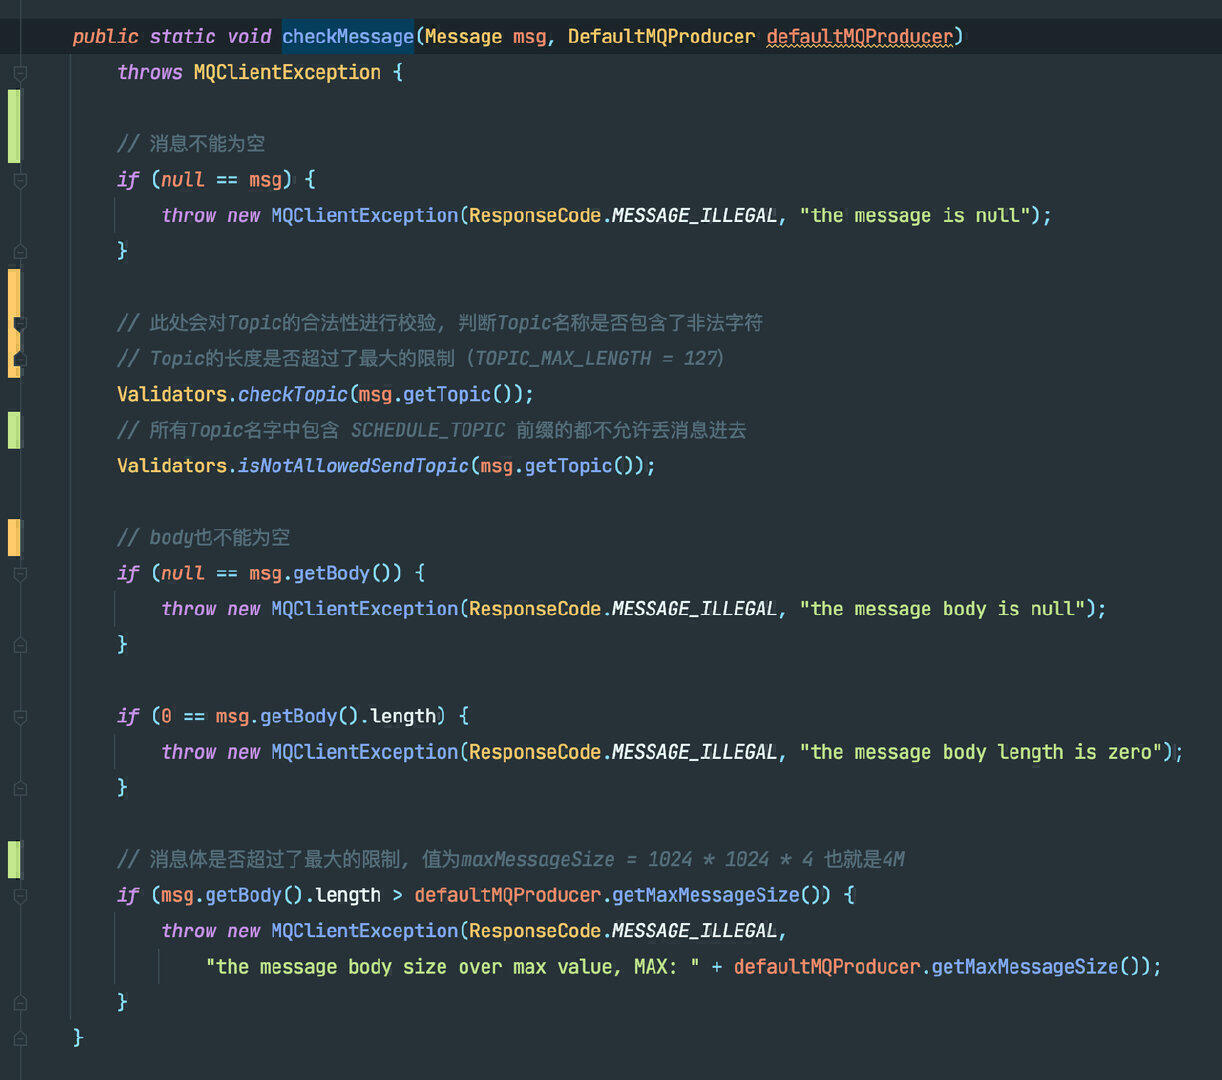 public static void checkMessage(Message msg, DefaultMQProducer defaultMQProducer)
throws MQClientException {
// 消息不能为空
if (null == msg) {
throw new MQClientException(ResponseCode.MESSAGE_ILLEGAL, "the message is null");
}
// 此处会对Topic的合法性进行校验, 判断Topic名称是否包含了非法字符
// Topic的长度是否超过了最大的限制（TOPIC_MAX_LENGTH = 127）
Validators.checkTopic(msg.getTopic());
// 所有Topic名字中包含 SCHEDULE_TOPIC 前缀的都不允许丢消息进去
Validators.isNotAllowedSendTopic(msg.getTopic());
// body也不能为空
if (null == msg.getBody()) {
throw new MQClientException(ResponseCode.MESSAGE_ILLEGAL, "the message body is null");
}
if (0 == msg.getBody().length) {
throw new MQClientException(ResponseCode.MESSAGE_ILLEGAL, "the message body length is zero");
}
// 消息体是否超过了最大的限制, 值为maxMessageSize = 1024 * 1024 * 4 也就是4M
if (msg.getBody().length > defaultMQProducer.getMaxMessageSize()) {
throw new MQClientException(ResponseCode.MESSAGE_ILLEGAL,
"the message body size over max value, MAX: " + defaultMQProducer.getMaxMessageSize());
}
}